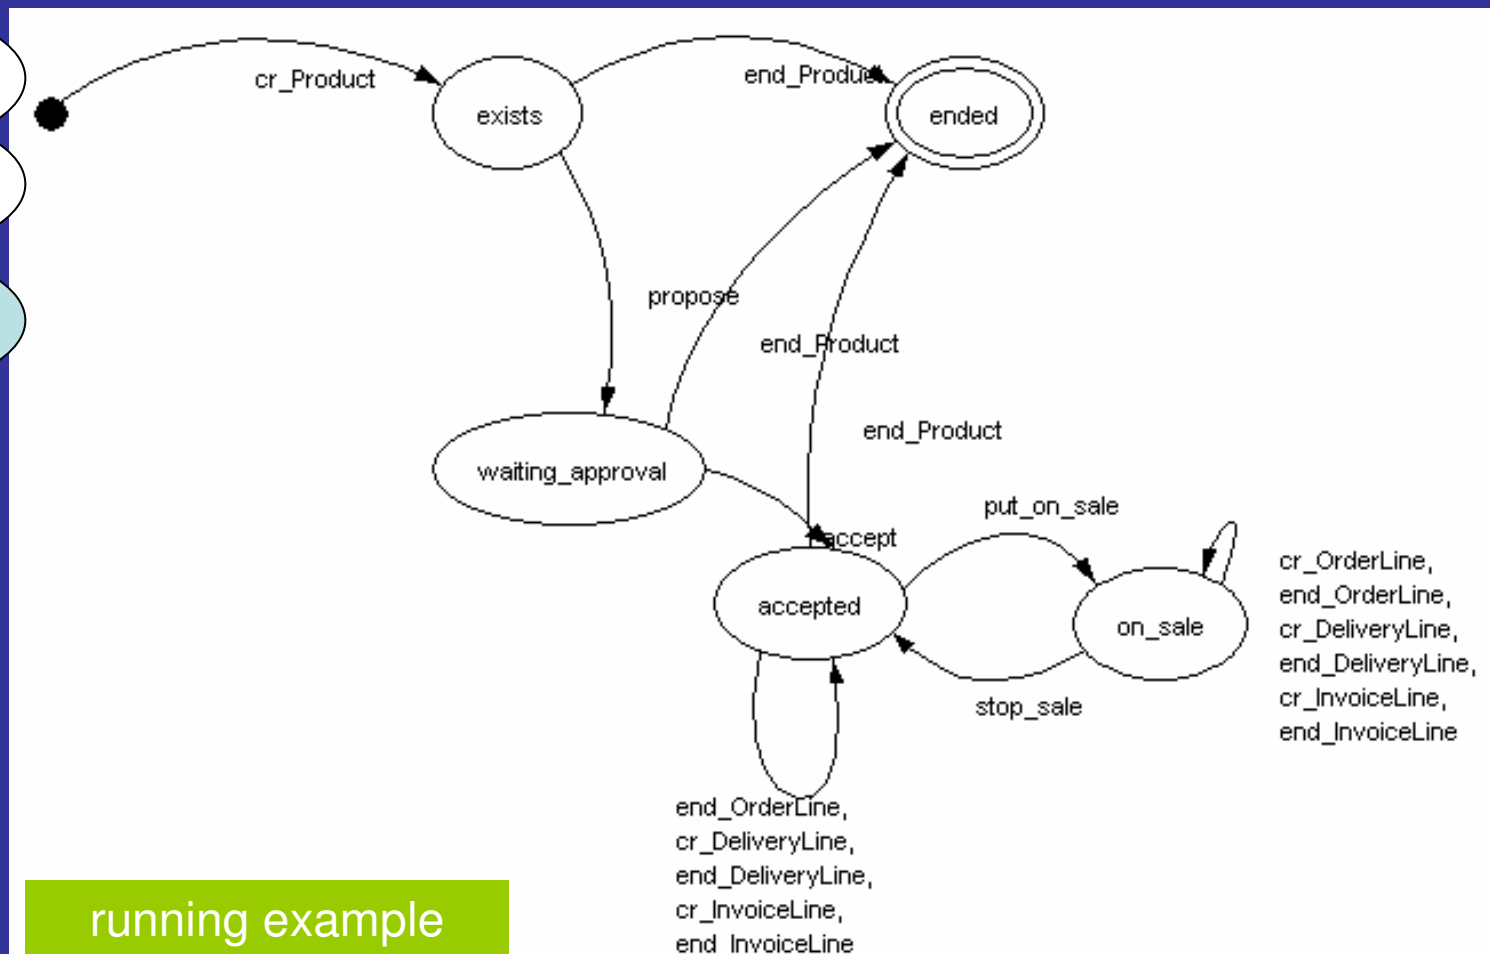 cr_Product
end_Product
exists
ended
propose
end_Product
end_Product
waiting_approval
put_on_sale
accept
accepted
on_sale
cr_OrderLine,
end_OrderLine,
cr_DeliveryLine,
end_DeliveryLine,
cr_InvoiceLine,
end_InvoiceLine
stop_sale
end_OrderLine,
cr_DeliveryLine,
end_DeliveryLine,
cr_InvoiceLine,
end_InvoiceLine
running example